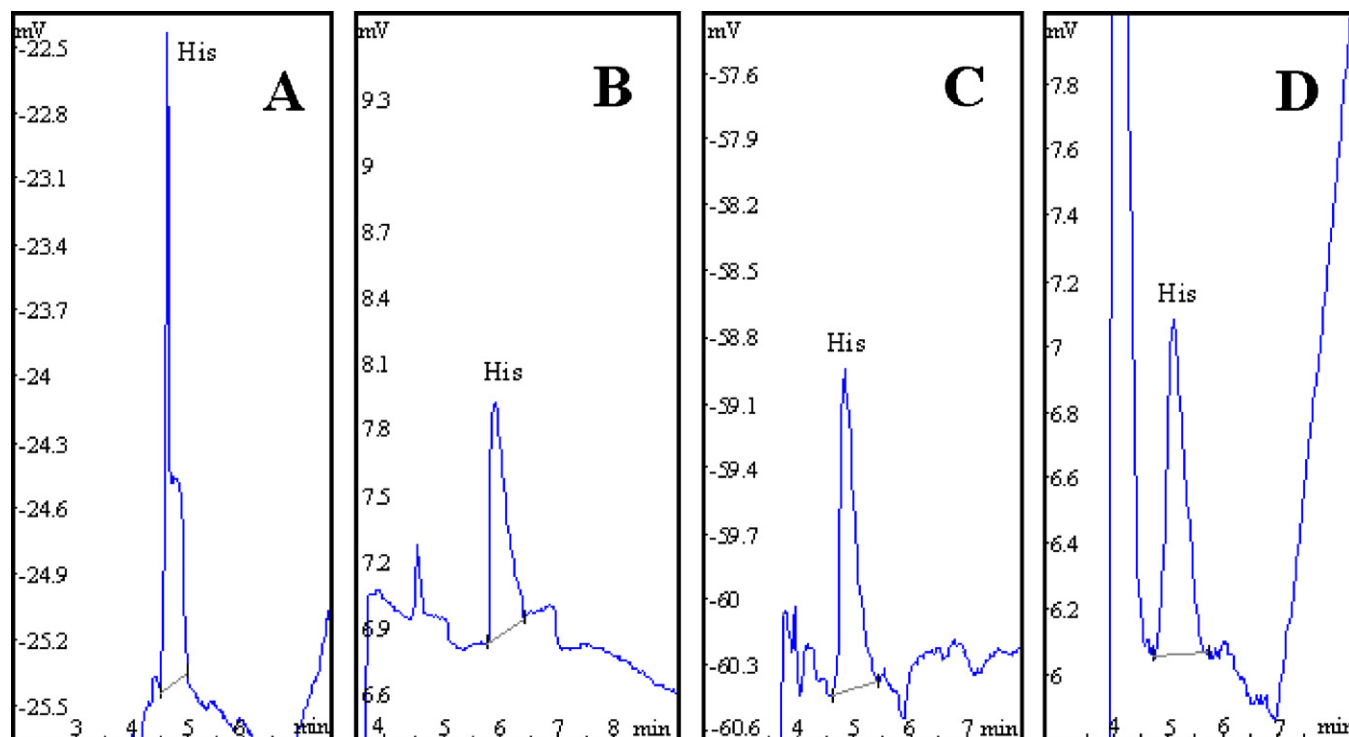 mV
-22.5
His
A
-22.8
-23.1
-23.4
-23.7
-24
-24.3
-24.6
-24.9
-25.2
-25.5
3 4 5 6 min
mV
B
9.3
9
8.7
8.4
8.1
His
7.8
7.5
7.2
6.9
6.6
4 5 6 7 8 min
mV
-57.6
C
-57.9
-58.2
-58.5
-58.8
His
-59.1
-59.4
-59.7
-60
-60.3
-60.6
4 5 6 7 min
mV
D
7.8
7.6
7.4
7.2
His
7
6.8
6.6
6.4
6.2
6
4 5 6 7 min